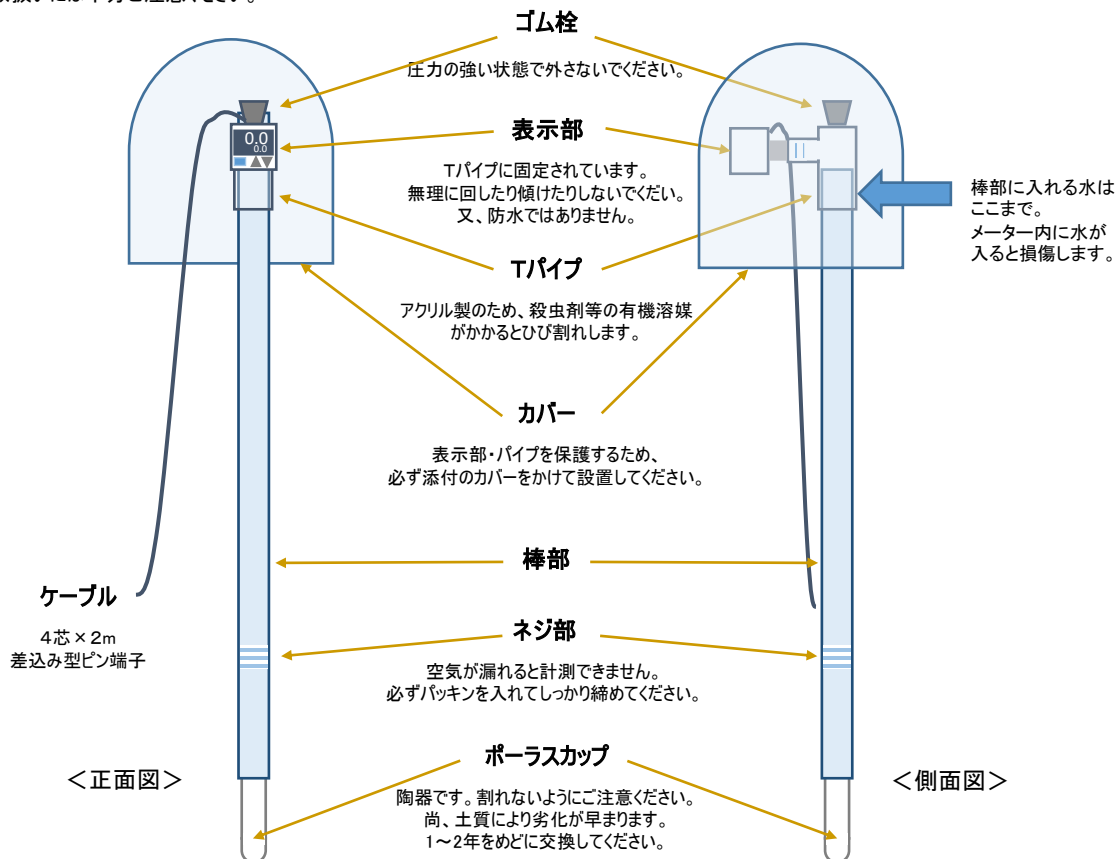 ゴム栓
圧力の強い状態で外さないでください。
0.0
0.0
表示部
Tパイプに固定されています。
無理に回したり傾けたりしないでくだい。
又、防水ではありません。
棒部に入れる水は
ここまで。
メーター内に水が
入ると損傷します。
Tパイプ
アクリル製のため、殺虫剤等の有機溶媒
がかかるとひび割れします。
カバー
表示部・パイプを保護するため、
必ず添付のカバーをかけて設置してください。
棒部
ケーブル
4芯×2m
差込み型ピン端子
ネジ部
空気が漏れると計測できません。
必ずパッキンを入れてしっかり締めてください。
ポーラスカップ
陶器です。割れないようにご注意ください。
尚、土質により劣化が早まります。
1～2年をめどに交換してください。
＜正面図＞
＜側面図＞